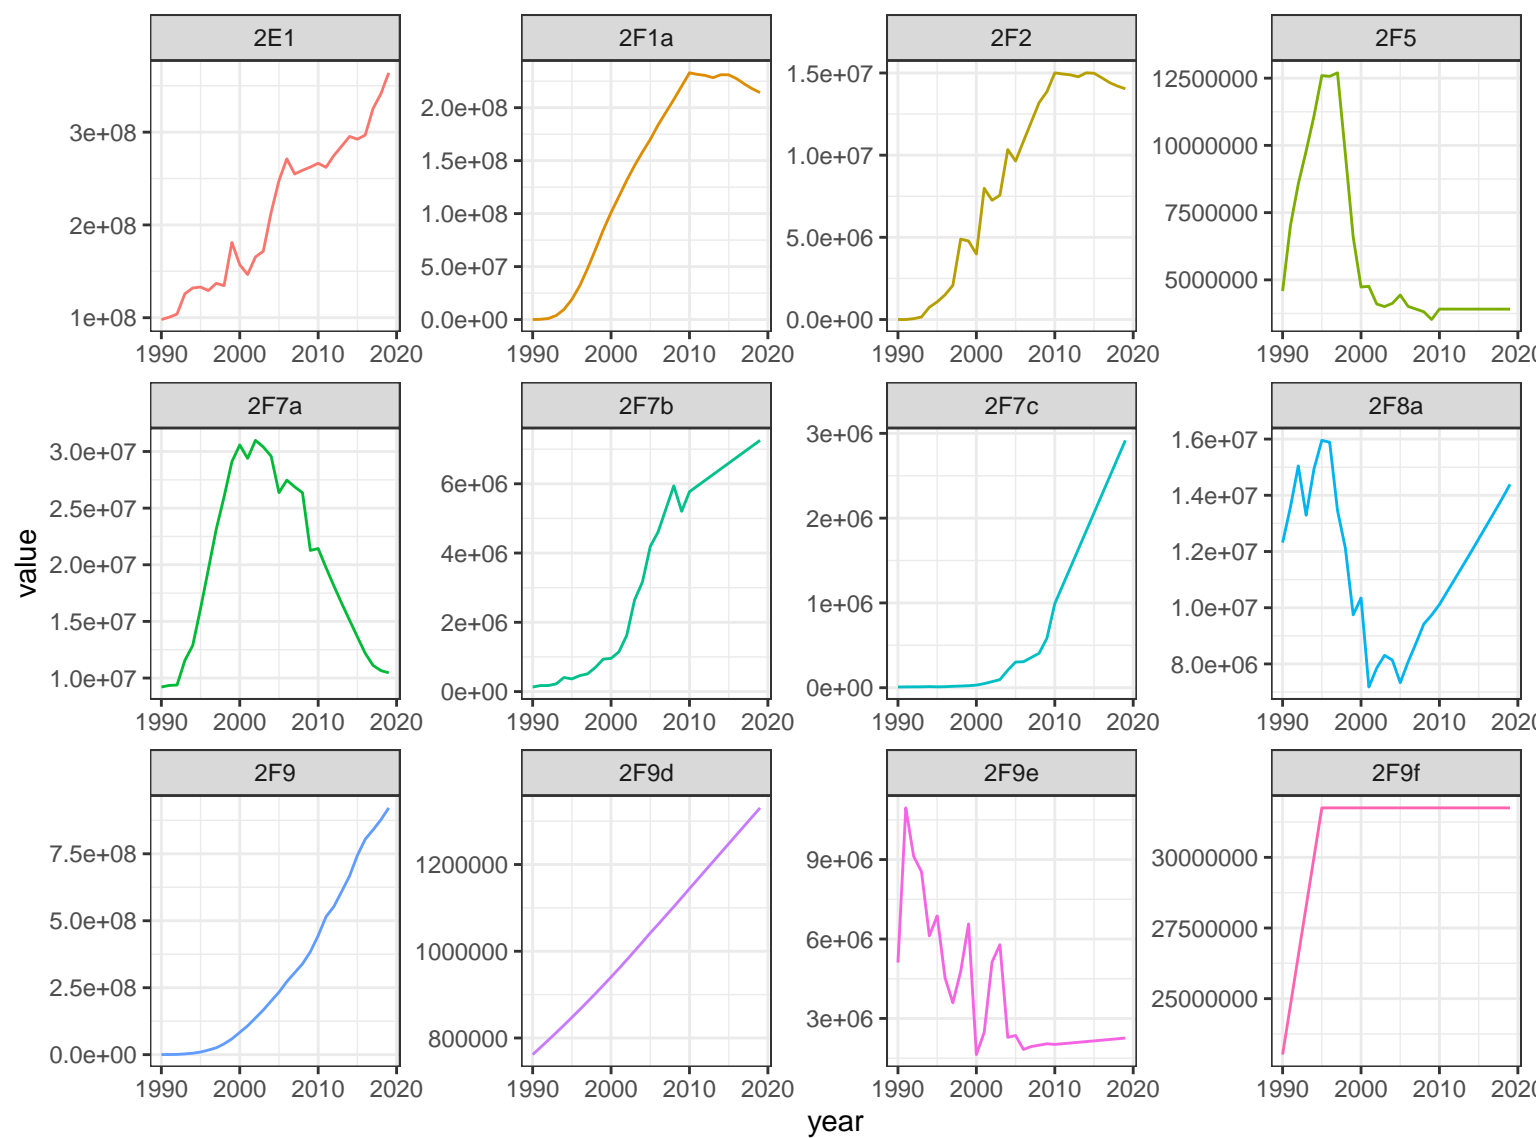 2E1 2F1a 2F2 2F5
3e+08 2e+08 1e+08
2.0e+08 1.5e+08 1.0e+08 5.0e+07 0.0e+00
1.5e+07 1.0e+07 5.0e+06 0.0e+00
12500000 10000000 7500000 5000000
1990 2000 2010 2020 1990 2000 2010 2020 1990 2000 2010 2020 1990 2000 2010 2020
2F7a 2F7b 2F7c 2F8a
3.0e+07 2.5e+07 2.0e+07 1.5e+07 1.0e+07
6e+06 4e+06 2e+06 0e+00
3e+06 2e+06 1e+06 0e+00
1.6e+07 1.4e+07 1.2e+07 1.0e+07 8.0e+06
1990 2000 2010 2020 1990 2000 2010 2020 1990 2000 2010 2020 1990 2000 2010 2020
value
2F9 2F9d 2F9e 2F9f
7.5e+08 5.0e+08 2.5e+08 0.0e+00
1200000 1000000 800000
9e+06 6e+06 3e+06
30000000 27500000 25000000
1990 2000 2010 2020 1990 2000 2010 2020 1990 2000 2010 2020 1990 2000 2010 2020
year